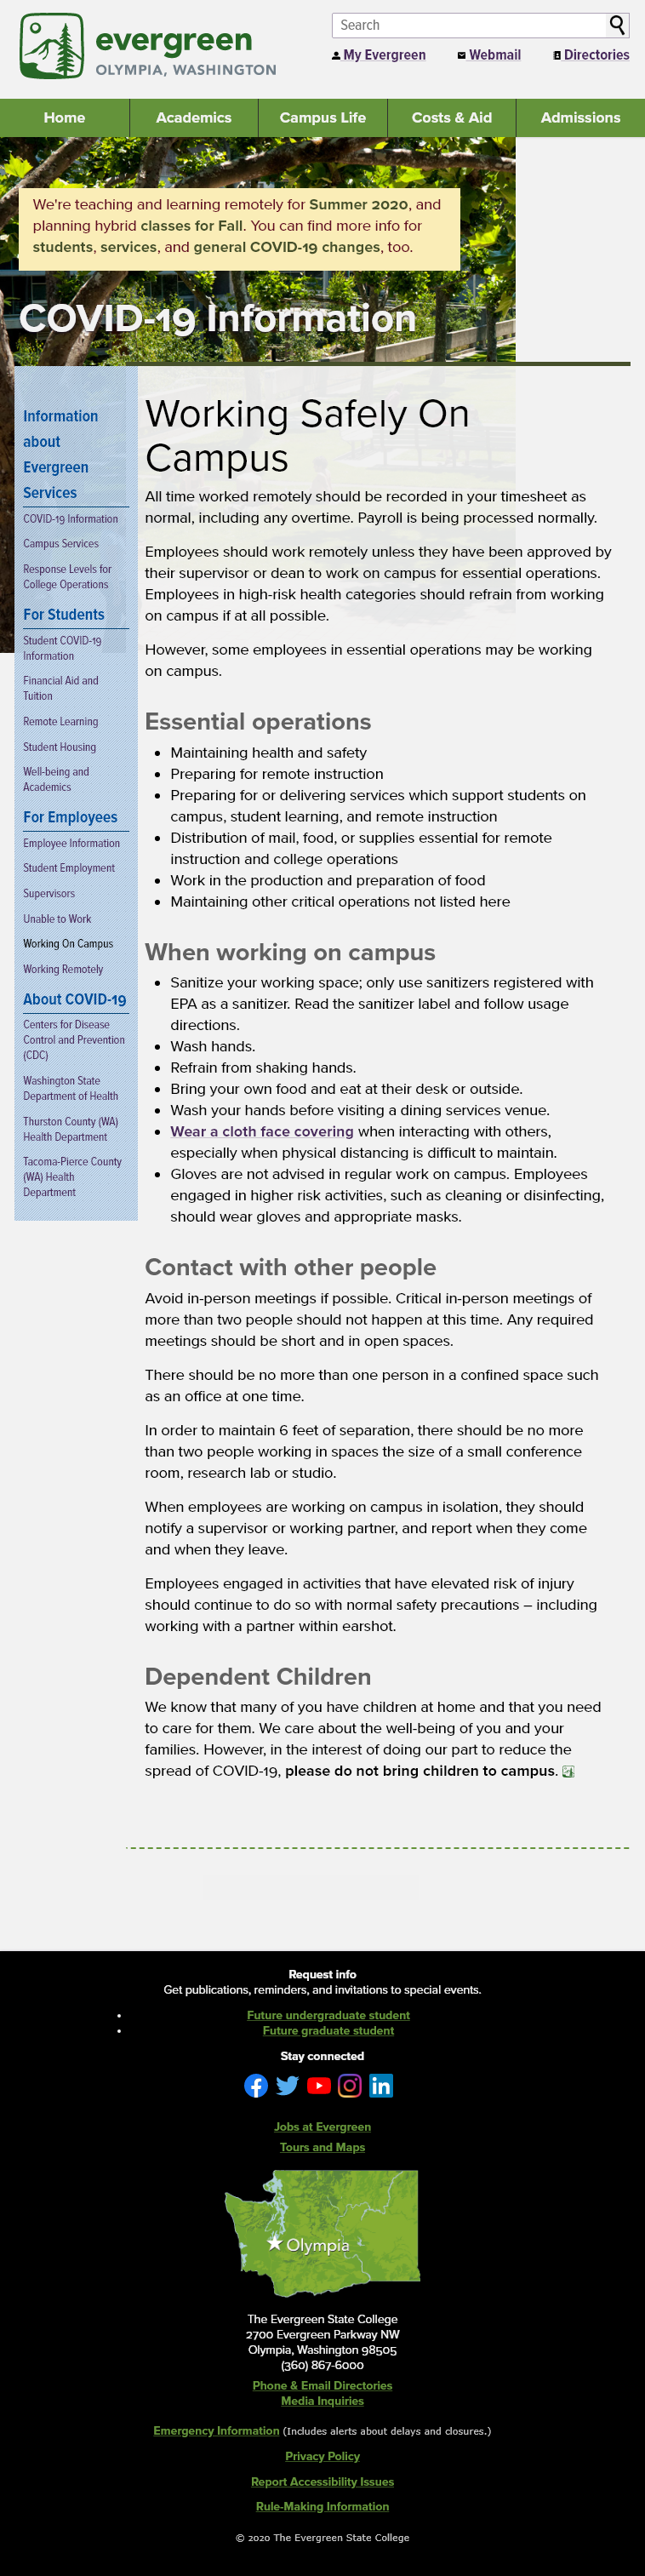 evergreen
OLYMPIA, WASHINGTON
Search
My Evergreen
Webmail
Directories
Home
Academics
Campus Life
Costs & Aid
Admissions
We're teaching and learning remotely for Summer 2020, and
planning hybrid classes for Fall. You can find more info for
students, services, and general COVID-19 changes, too.
COVID-19 Information
Information
about
Evergreen
Services
COVID-19 Information
Campus Services
Response Levels for
College Operations
For Students
Student COVID-19
Information
Financial Aid and
Tuition
Remote Learning
Student Housing
Well-being and
Academics
For Employees
Employee Information
Student Employment
Supervisors
Unable to Work
Working On Campus
Working Remotely
About COVID-19
Centers for Disease
Control and Prevention
(CDC)
Washington State
Department of Health
Thurston County (WA)
Health Department
Tacoma-Pierce County
(WA) Health
Department
Working Safely On
Campus
All time worked remotely should be recorded in your timesheet as
normal, including any overtime. Payroll is being processed normally.
Employees should work remotely unless they have been approved by
their supervisor or dean to work on campus for essential operations.
Employees in high-risk health categories should refrain from working
on campus if at all possible.
However, some employees in essential operations may be working
on campus.
Essential operations
Maintaining health and safety
Preparing for remote instruction
Preparing for or delivering services which support students on
campus, student learning, and remote instruction
Distribution of mail, food, or supplies essential for remote
instruction and college operations
Work in the production and preparation of food
Maintaining other critical operations not listed here
When working on campus
Sanitize your working space; only use sanitizers registered with
EPA as a sanitizer. Read the sanitizer label and follow usage
directions.
Wash hands.
Refrain from shaking hands.
Bring your own food and eat at their desk or outside.
Wash your hands before visiting a dining services venue.
Wear a cloth face covering when interacting with others,
especially when physical distancing is difficult to maintain.
Gloves are not advised in regular work on campus. Employees
engaged in higher risk activities, such as cleaning or disinfecting,
should wear gloves and appropriate masks.
Contact with other people
Avoid in-person meetings if possible. Critical in-person meetings of
more than two people should not happen at this time. Any required
meetings should be short and in open spaces.
There should be no more than one person in a confined space such
as an office at one time.
In order to maintain 6 feet of separation, there should be no more
than two people working in spaces the size of a small conference
room, research lab or studio.
When employees are working on campus in isolation, they should
notify a supervisor or working partner, and report when they come
and when they leave.
Employees engaged in activities that have elevated risk of injury
should continue to do so with normal safety precautions – including
working with a partner within earshot.
Dependent Children
We know that many of you have children at home and that you need
to care for them. We care about the well-being of you and your
families. However, in the interest of doing our part to reduce the
spread of COVID-19, please do not bring children to campus.
Request info
Get publications, reminders, and invitations to special events.
Future undergraduate student
Future graduate student
Stay connected
Jobs at Evergreen
Tours and Maps
Olympia
The Evergreen State College
2700 Evergreen Parkway NW
Olympia, Washington 98505
(360) 867-6000
Phone & Email Directories
Media Inquiries
Emergency Information (Includes alerts about delays and closures.)
Privacy Policy
Report Accessibility Issues
Rule-Making Information
© 2020 The Evergreen State College